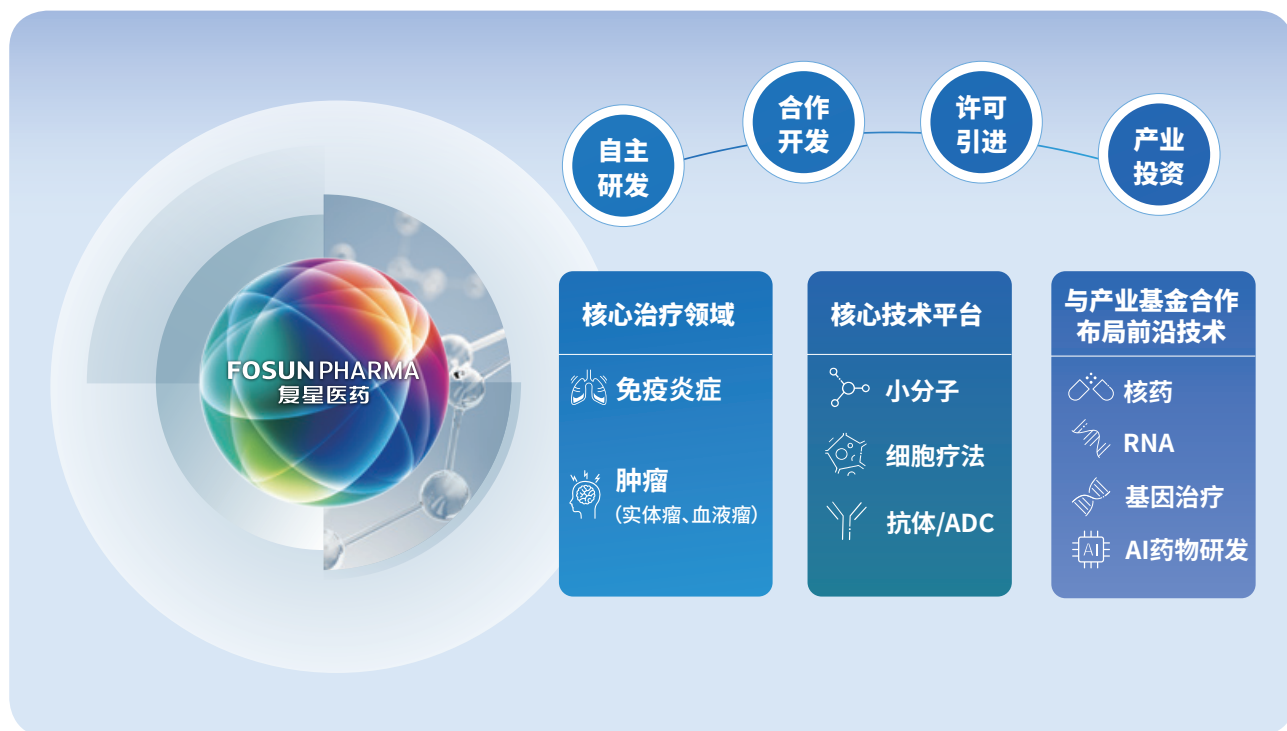 自主
研发
合作
开发
许可
引进
产业
投资
FOSUN PHARMA
复星医药
核心治疗领域
免疫炎症
肿瘤
(实体瘤、血液瘤)
核心技术平台
小分子
细胞疗法
抗体/ADC
与产业基金合作
布局前沿技术
核药
RNA
基因治疗
AI
AI药物研发